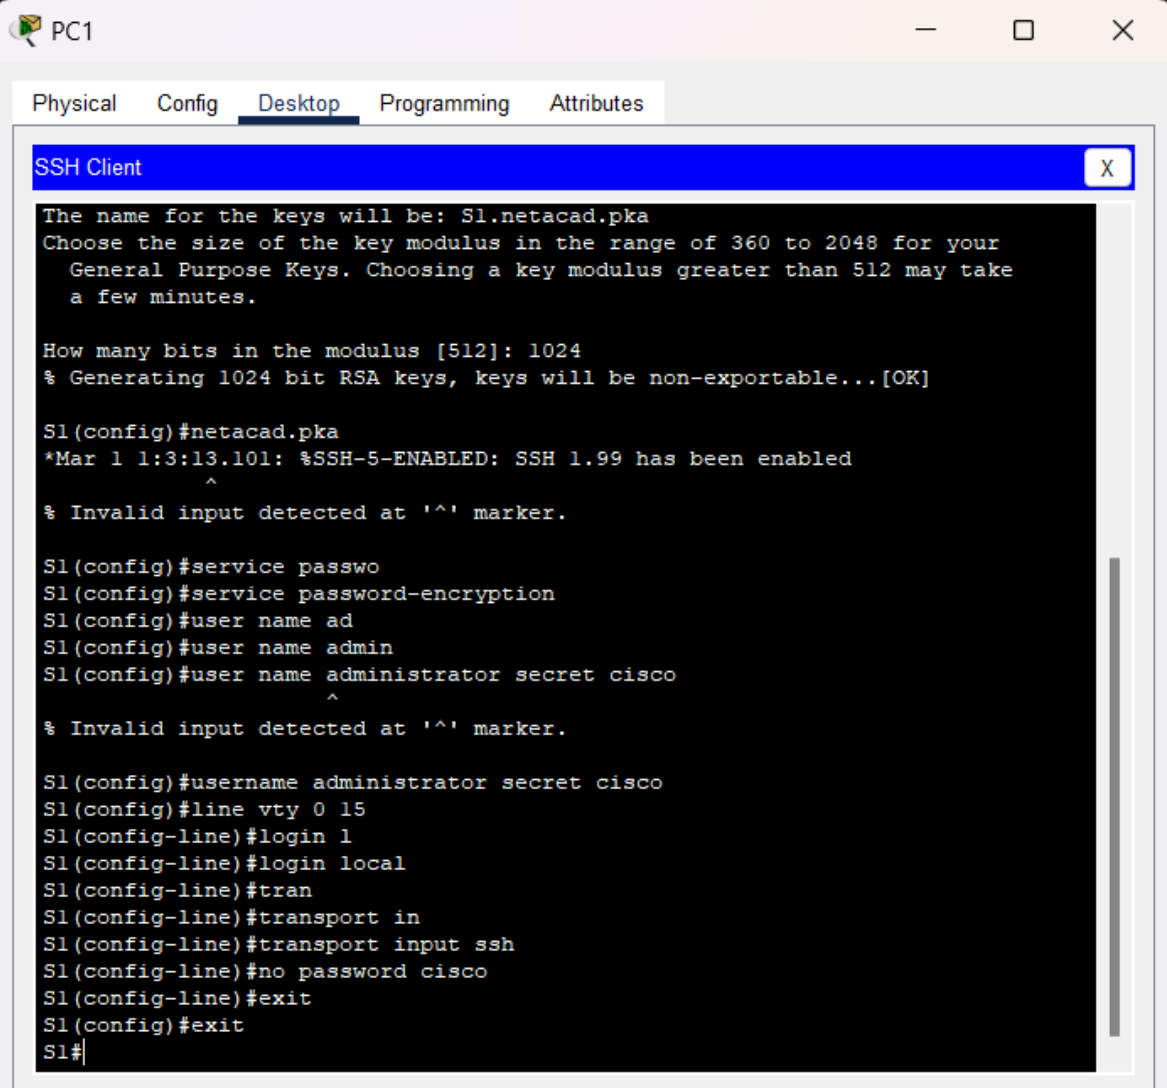 PC1
Physical Config Desktop Programming Attributes
SSH Client X
The name for the keys will be: S1.netacad.pka
Choose the size of the key modulus in the range of 360 to 2048 for your
General Purpose Keys. Choosing a key modulus greater than 512 may take
a few minutes.
How many bits in the modulus [512]: 1024
% Generating 1024 bit RSA keys, keys will be non-exportable...[OK]
S1(config)#netacad.pka
*Mar 1 1:3:13.101: %SSH-5-ENABLED: SSH 1.99 has been enabled
^
% Invalid input detected at '^' marker.
S1(config)#service passwo
S1(config)#service password-encryption
S1(config)#user name ad
S1(config)#user name admin
S1(config)#user name administrator secret cisco
^
% Invalid input detected at '^' marker.
S1(config)#username administrator secret cisco
S1(config)#line vty 0 15
S1(config-line)#login l
S1(config-line)#login local
S1(config-line)#tran
S1(config-line)#transport in
S1(config-line)#transport input ssh
S1(config-line)#no password cisco
S1(config-line)#exit
S1(config)#exit
S1#